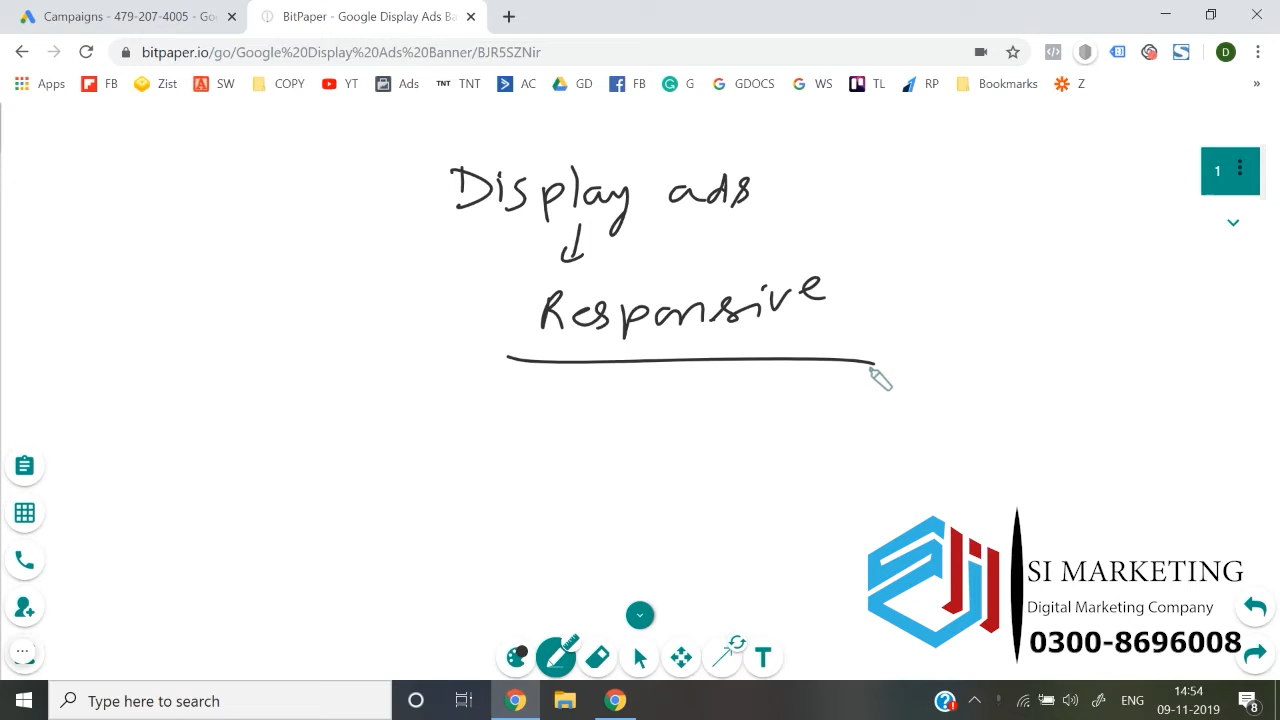 Campaigns - 479-207-4005 - Go
BitPaper - Google Display Ads Ba
bitpaper.io/go/Google%20Display%20Ads%20Banner/BJR5SZNir
D
Apps FB Zist SW COPY YT Ads TNT TNT AC GD FB G GDOCS WS TL RP Bookmarks Z »
Display ads
1
Responsive
SI MARKETING
Digital Marketing Company
0300-8696008
T
Type here to search
ENG
14:54
09-11-2019
8